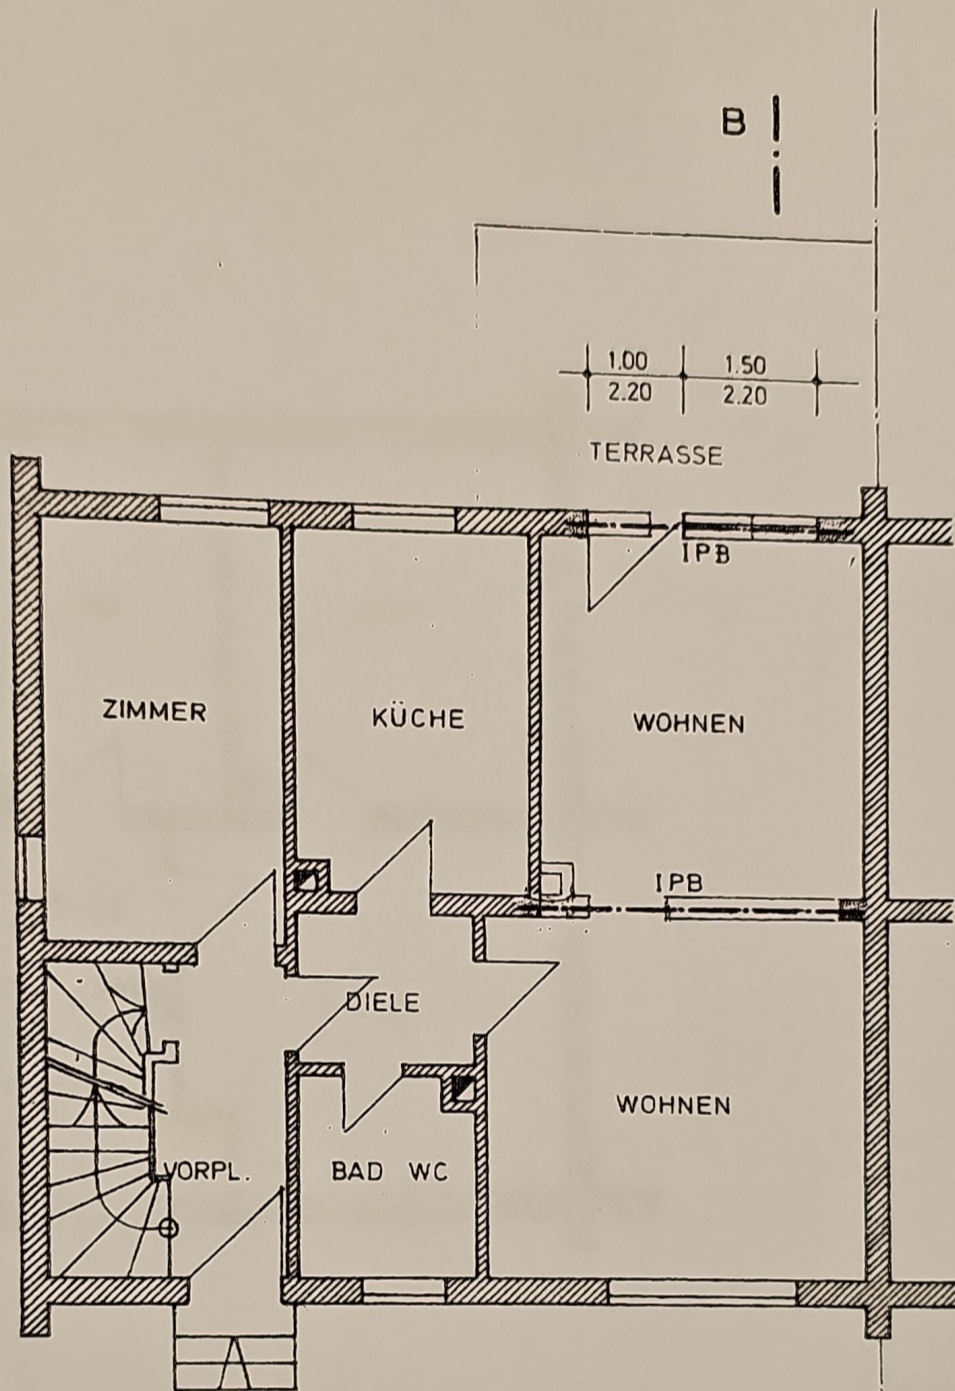 B
1.00 1.50
2.20 2.20
TERRASSE
IPB
ZIMMER KÜCHE WOHNEN
IPB
DIELE
WOHNEN
VORPL. BAD WC